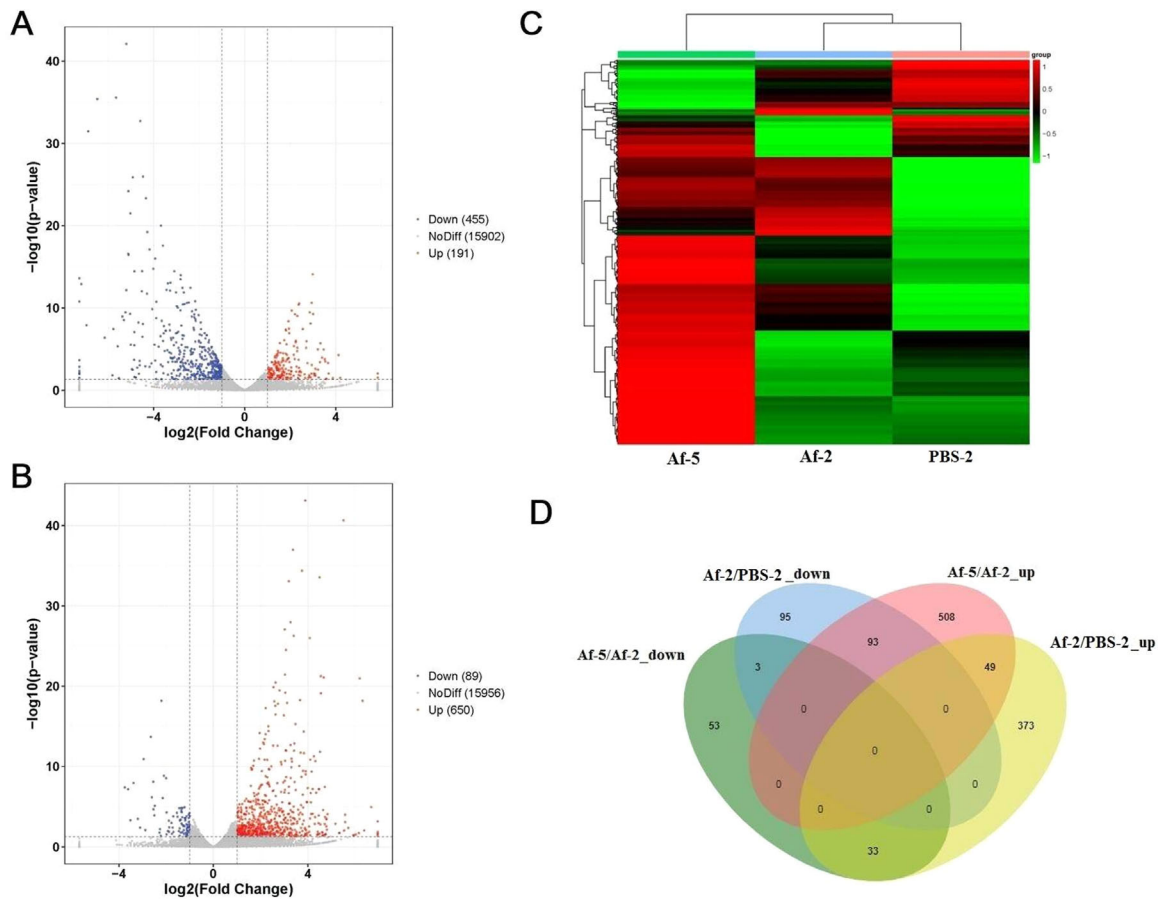 A
40
30
20
10
0
−log10(p−value)
−4
0
4
log2(Fold Change)
Down (455)
NoDiff (15902)
Up (191)
B
40
30
20
10
0
−log10(p−value)
−4
0
4
log2(Fold Change)
Down (89)
NoDiff (15956)
Up (650)
C
group
1
0.5
0
−0.5
−1
Af-5
Af-2
PBS-2
D
Af-2/PBS-2_down
Af-5/Af-2_up
Af-5/Af-2_down
Af-2/PBS-2_up
95
508
93
3
49
53
0
0
373
0
0
0
0
0
33